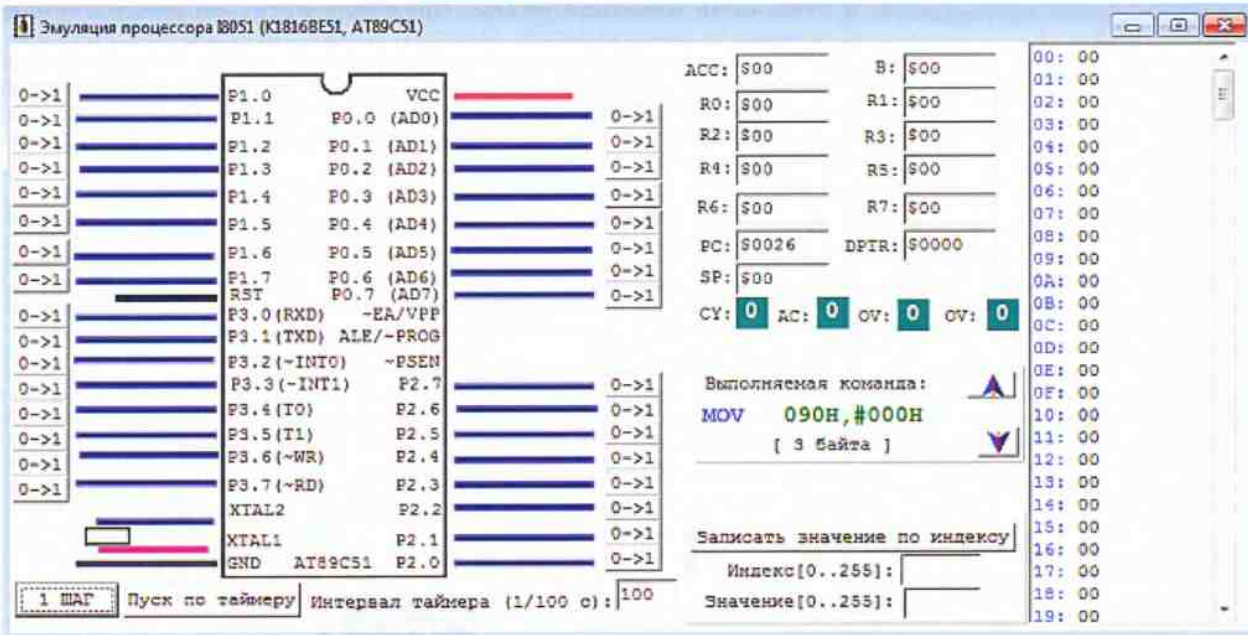 Эмуляция процессора I8051 (К1816ВЕ51, АТ89С51)
0->1 P1.0 VCC
0->1 P1.1 P0.0 (AD0) 0->1
0->1 P1.2 P0.1 (AD1) 0->1
0->1 P1.3 P0.2 (AD2) 0->1
0->1 P1.4 P0.3 (AD3) 0->1
0->1 P1.5 P0.4 (AD4) 0->1
0->1 P1.6 P0.5 (AD5) 0->1
0->1 P1.7 P0.6 (AD6) 0->1
RST P0.7 (AD7) 0->1
0->1 P3.0(RXD) ~EA/VPP
0->1 P3.1(TXD) ALE/~PROG
0->1 P3.2(~INT0) ~PSEN
0->1 P3.3(~INT1) P2.7 0->1
0->1 P3.4(T0) P2.6 0->1
0->1 P3.5(T1) P2.5 0->1
0->1 P3.6(~WR) P2.4 0->1
0->1 P3.7(~RD) P2.3 0->1
XTAL2 P2.2 0->1
XTAL1 P2.1 0->1
GND AT89C51 P2.0 0->1
1 ШАГ Пуск по таймеру Интервал таймера (1/100 с): 100
ACC: $00 B: $00
R0: $00 R1: $00
R2: $00 R3: $00
R4: $00 R5: $00
R6: $00 R7: $00
PC: $0026 DPTR: $0000
SP: $00
CY: 0 AC: 0 OV: 0 OV: 0
Выполняемая команда:
MOV 090H,#000H
[ 3 байта ]
Записать значение по индексу
Индекс[0..255]:
Значение[0..255]:
00: 00
01: 00
02: 00
03: 00
04: 00
05: 00
06: 00
07: 00
08: 00
09: 00
0A: 00
0B: 00
0C: 00
0D: 00
0E: 00
0F: 00
10: 00
11: 00
12: 00
13: 00
14: 00
15: 00
16: 00
17: 00
18: 00
19: 00